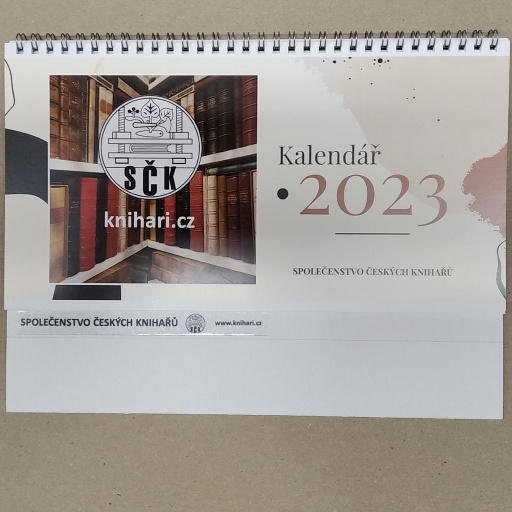 SČK
knihari.cz
Kalendář
2023
SPOLEČENSTVO ČESKÝCH KNIHAŘŮ
SPOLEČENSTVO ČESKÝCH KNIHAŘŮ www.knihari.cz